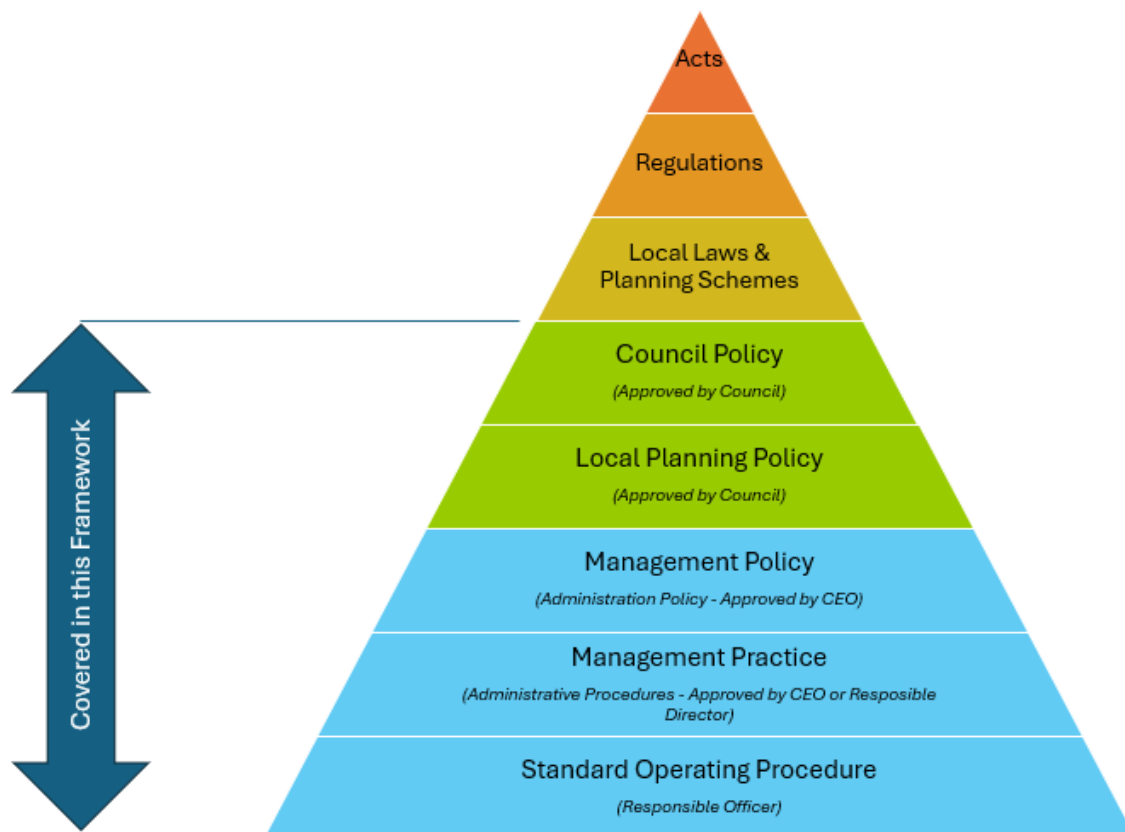 Acts
Regulations
Local Laws &
Planning Schemes
Council Policy
(Approved by Council)
Local Planning Policy
(Approved by Council)
Management Policy
(Administration Policy - Approved by CEO)
Management Practice
(Administrative Procedures - Approved by CEO or Resposible
Director)
Standard Operating Procedure
(Responsible Officer)
Covered in this Framework